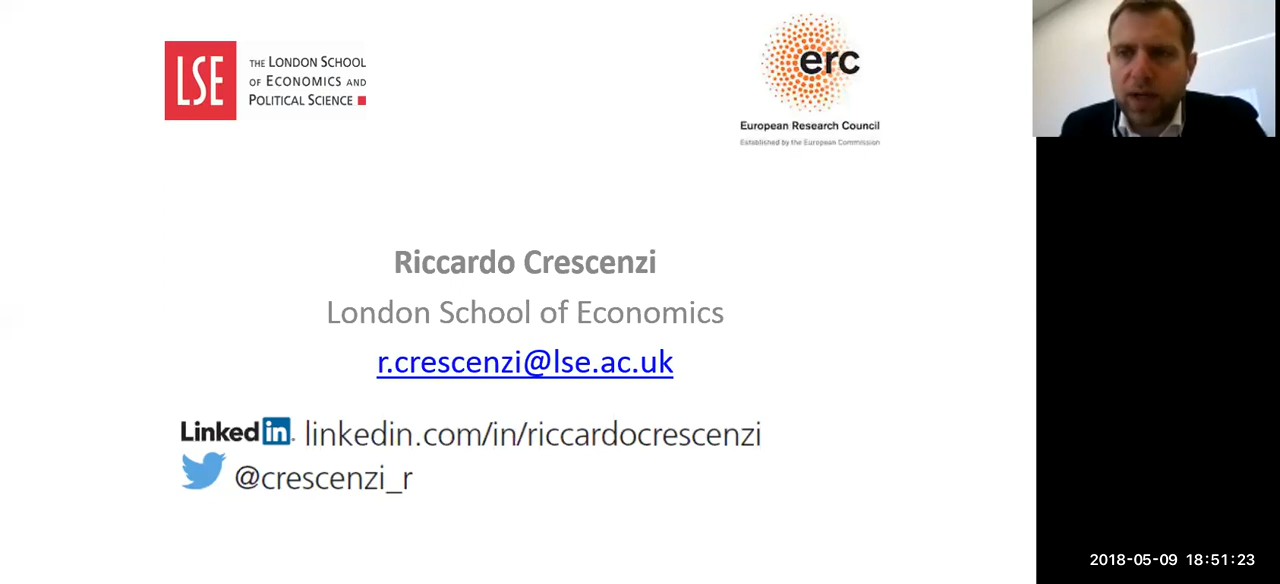 LSE
THE LONDON SCHOOL
OF ECONOMICS AND
POLITICAL SCIENCE
erc
European Research Council
Established by the European Commission
Riccardo Crescenzi
London School of Economics
r.crescenzi@lse.ac.uk
Linked in linkedin.com/in/riccardocrescenzi
@crescenzi_r
2018-05-09 18:51:23